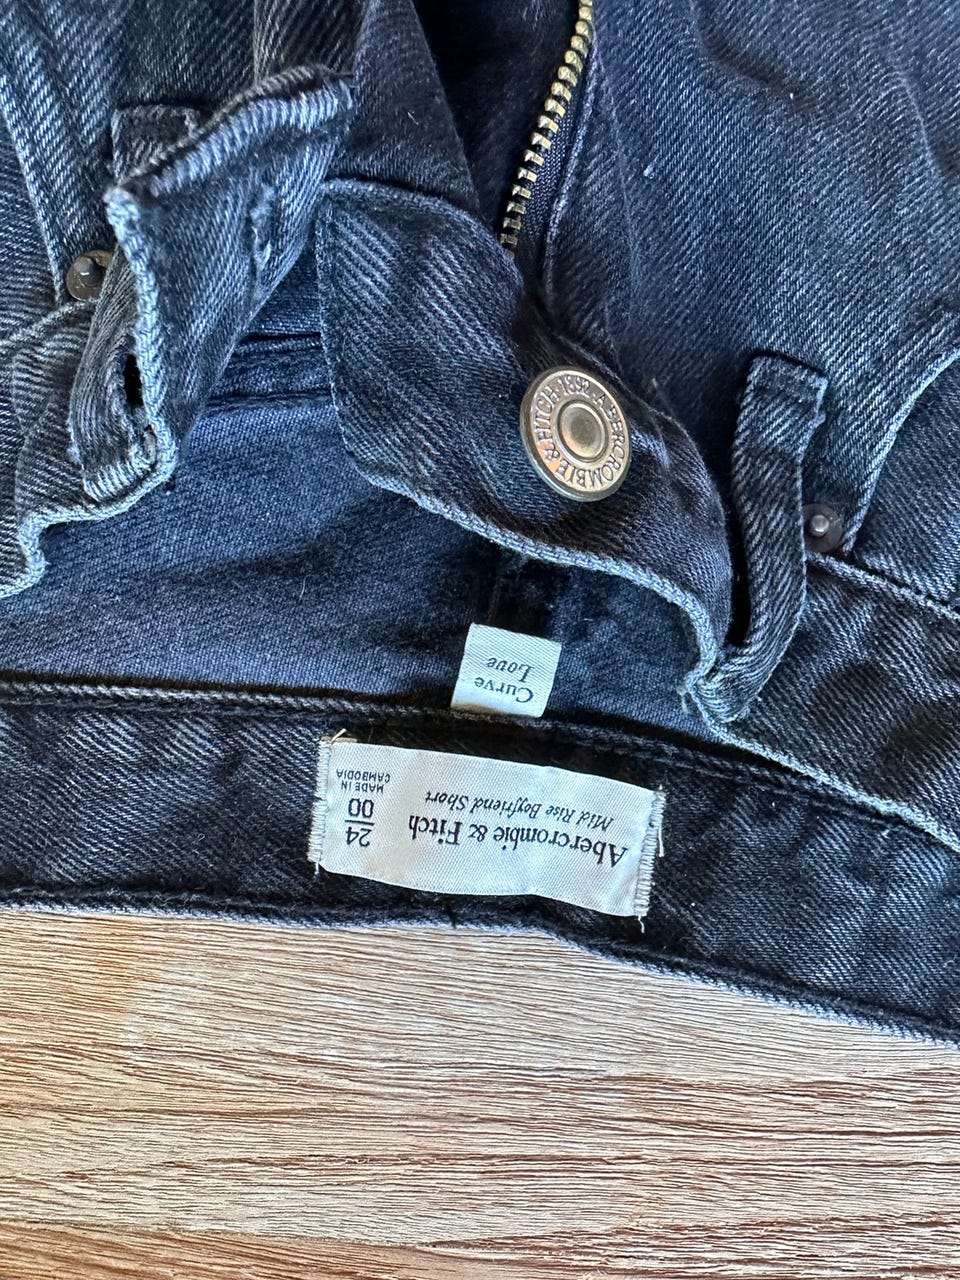 ABERCROMBIE & FITCH · 1892 ·
Curve
Love
Abercrombie & Fitch
Mid Rise Boyfriend Short
24
00
MADE IN
CAMBODIA